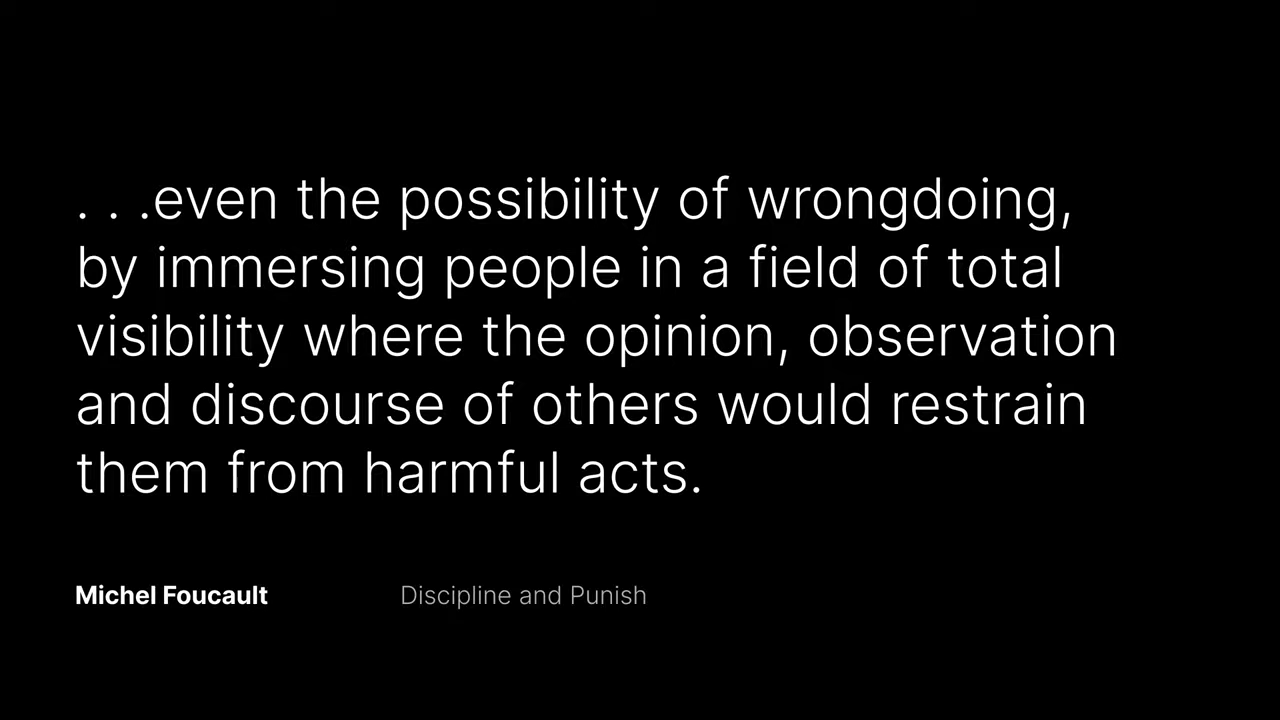 . . .even the possibility of wrongdoing,
by immersing people in a field of total
visibility where the opinion, observation
and discourse of others would restrain
them from harmful acts.
Michel Foucault Discipline and Punish